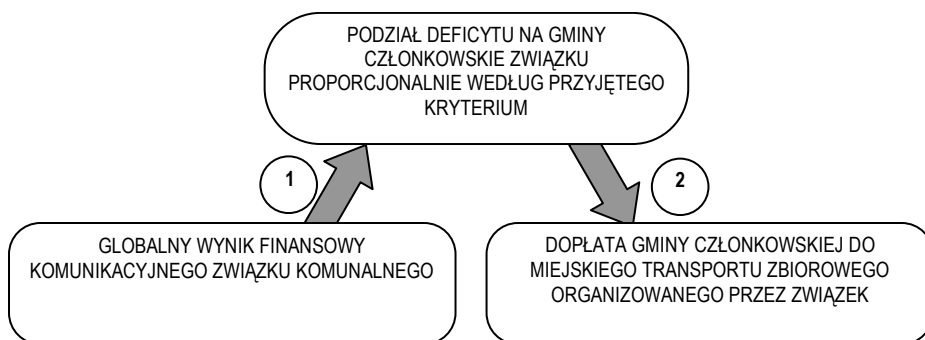 PODZIAŁ DEFICYTU NA GMINY
CZŁONKOWSKIE ZWIĄZKU
PROPORCJONALNIE WEDŁUG PRZYJĘTEGO
KRYTERIUM
1
2
GLOBALNY WYNIK FINANSOWY
KOMUNIKACYJNEGO ZWIĄZKU KOMUNALNEGO
DOPŁATA GMINY CZŁONKOWSKIEJ DO
MIEJSKIEGO TRANSPORTU ZBIOROWEGO
ORGANIZOWANEGO PRZEZ ZWIĄZEK